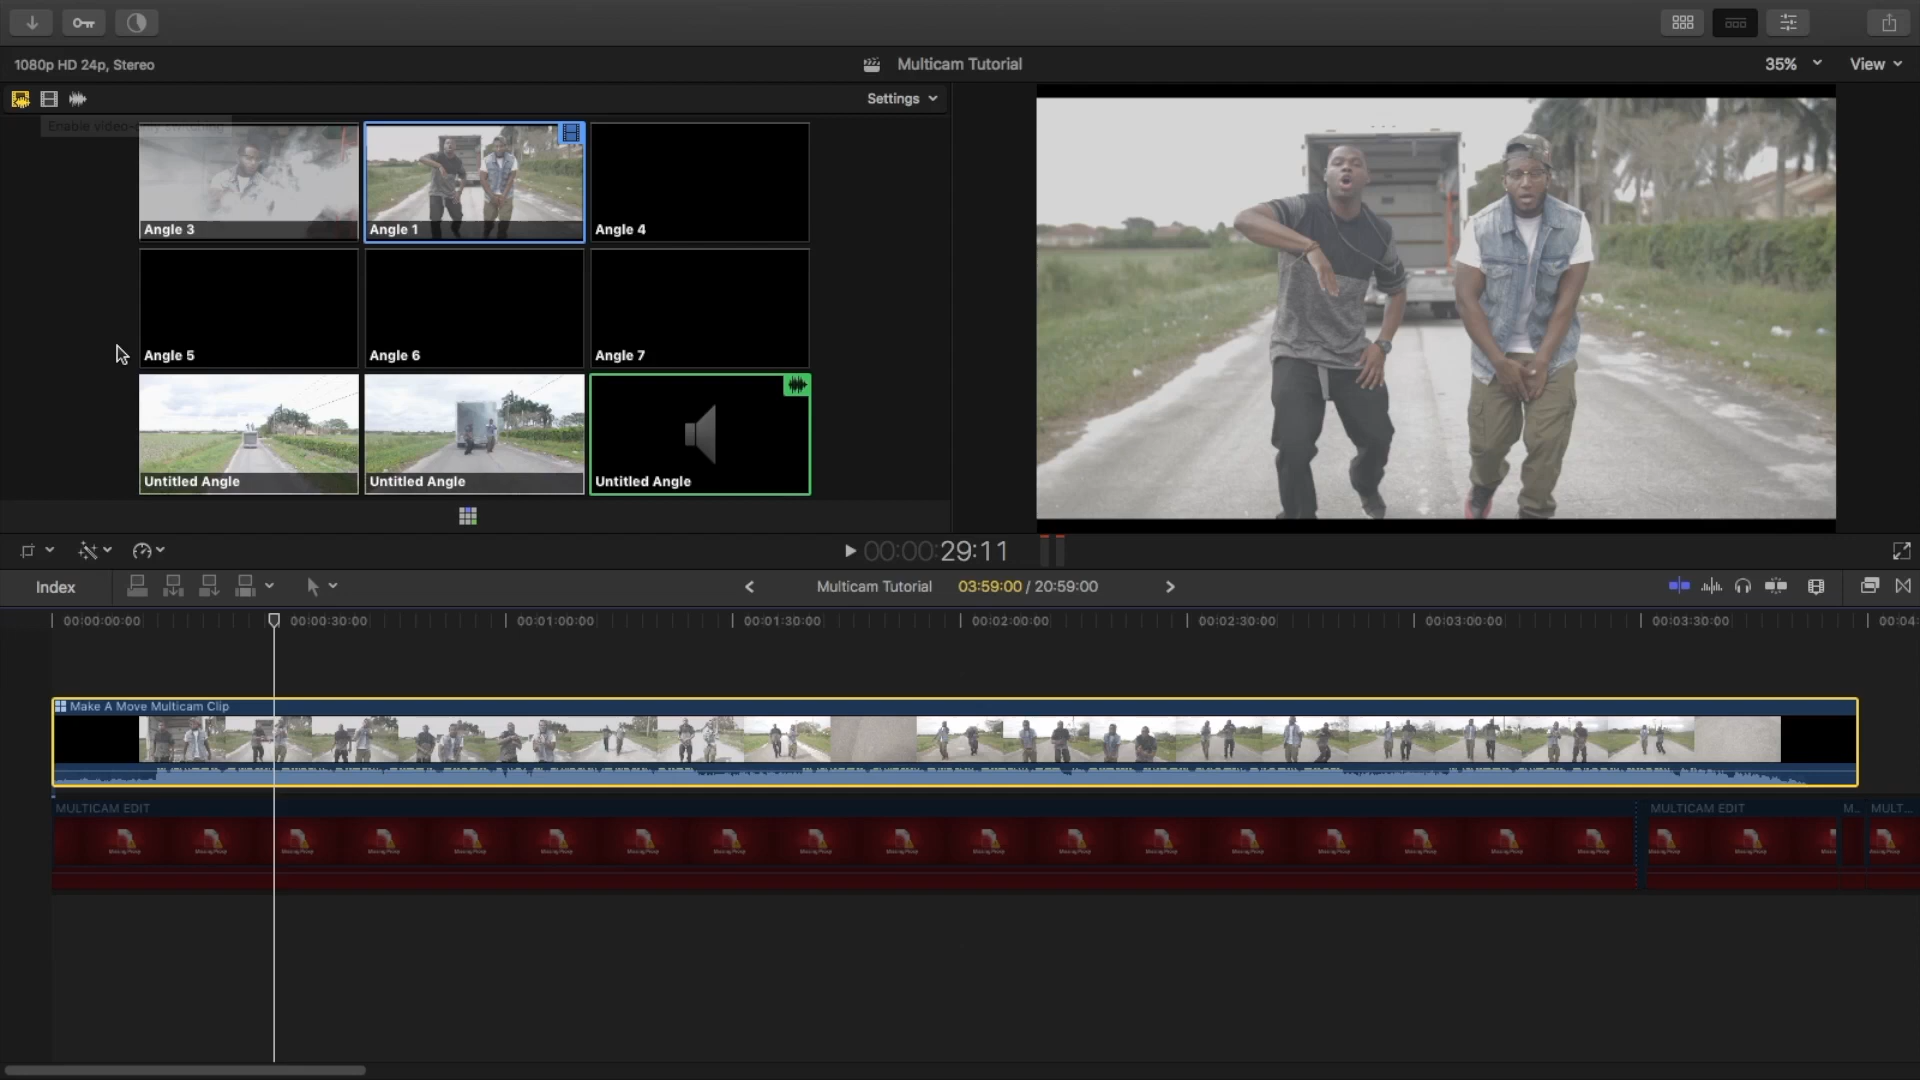 1080p HD 24p, Stereo
Multicam Tutorial
35%
View
Settings
Enable video-only switching
Angle 3
Angle 1
Angle 4
Angle 5
Angle 6
Angle 7
Untitled Angle
Untitled Angle
Untitled Angle
00:00:29:11
Index
Multicam Tutorial
03:59:00 / 20:59:00
00:00:00:00
00:00:30:00
00:01:00:00
00:01:30:00
00:02:00:00
00:02:30:00
00:03:00:00
00:03:30:00
00:04:
Make A Move Multicam Clip
MULTICAM EDIT
MULTICAM EDIT
M...
MULT...